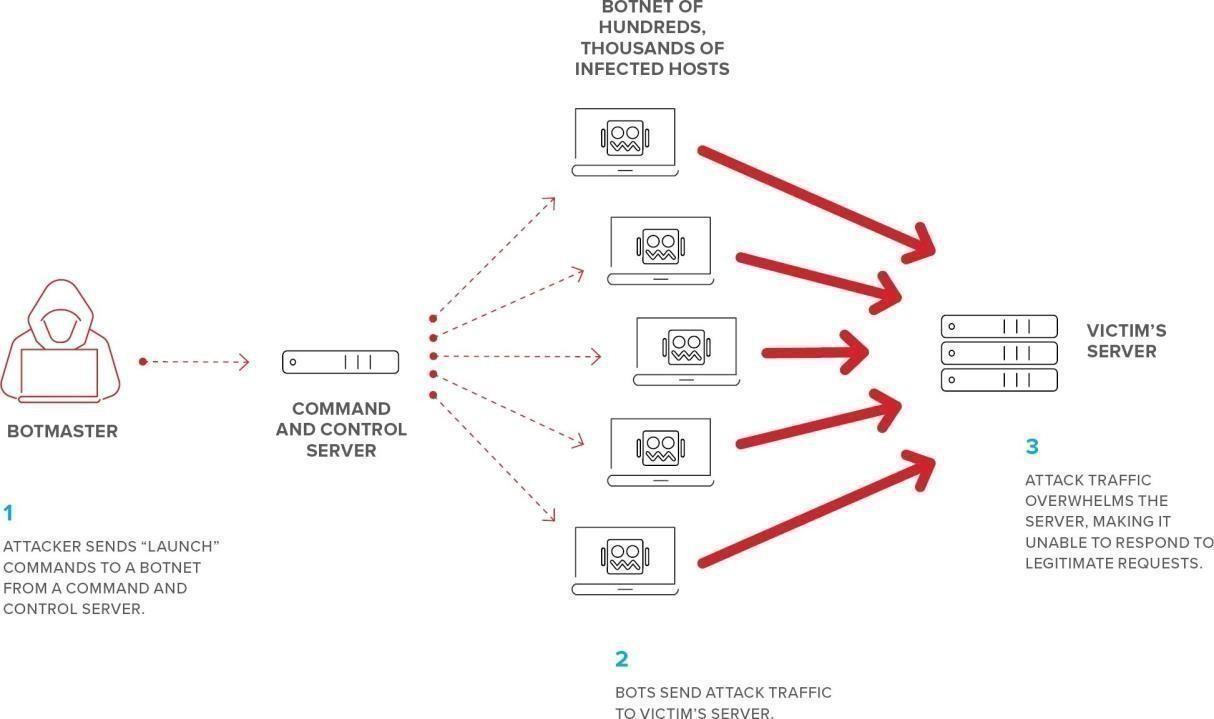 BOTNET OF
HUNDREDS,
THOUSANDS OF
INFECTED HOSTS
BOTMASTER
COMMAND
AND CONTROL
SERVER
VICTIM'S
SERVER
1
ATTACKER SENDS “LAUNCH”
COMMANDS TO A BOTNET
FROM A COMMAND AND
CONTROL SERVER.
2
BOTS SEND ATTACK TRAFFIC
TO VICTIM'S SERVER.
3
ATTACK TRAFFIC
OVERWHELMS THE
SERVER, MAKING IT
UNABLE TO RESPOND TO
LEGITIMATE REQUESTS.